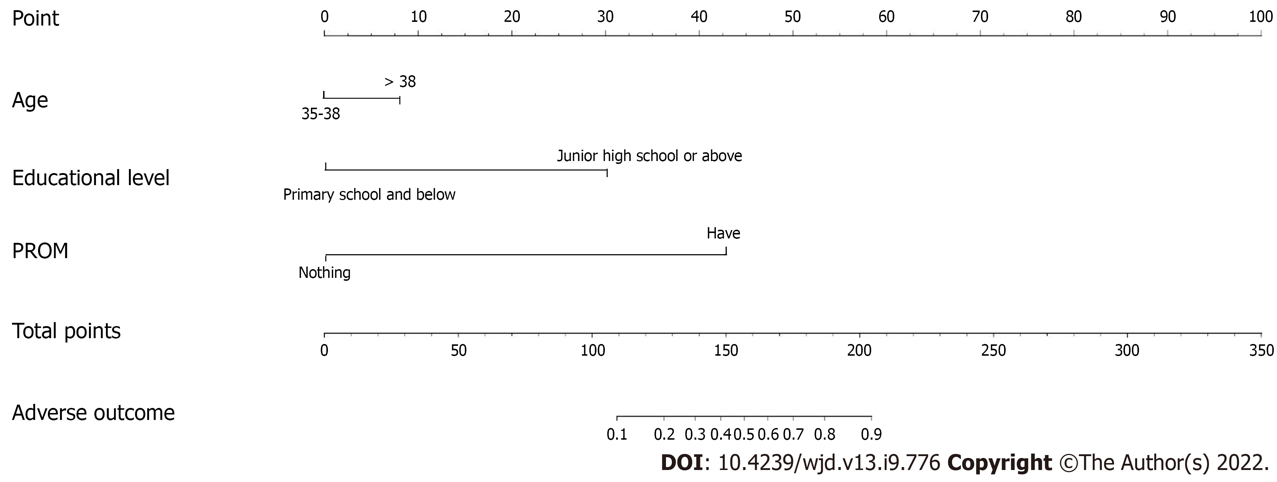 Point
0 10 20 30 40 50 60 70 80 90 100
> 38
Age
35-38
Junior high school or above
Educational level
Primary school and below
Have
PROM
Nothing
Total points
0 50 100 150 200 250 300 350
Adverse outcome
0.1 0.2 0.3 0.4 0.5 0.6 0.7 0.8 0.9
DOI: 10.4239/wjd.v13.i9.776 Copyright ©The Author(s) 2022.